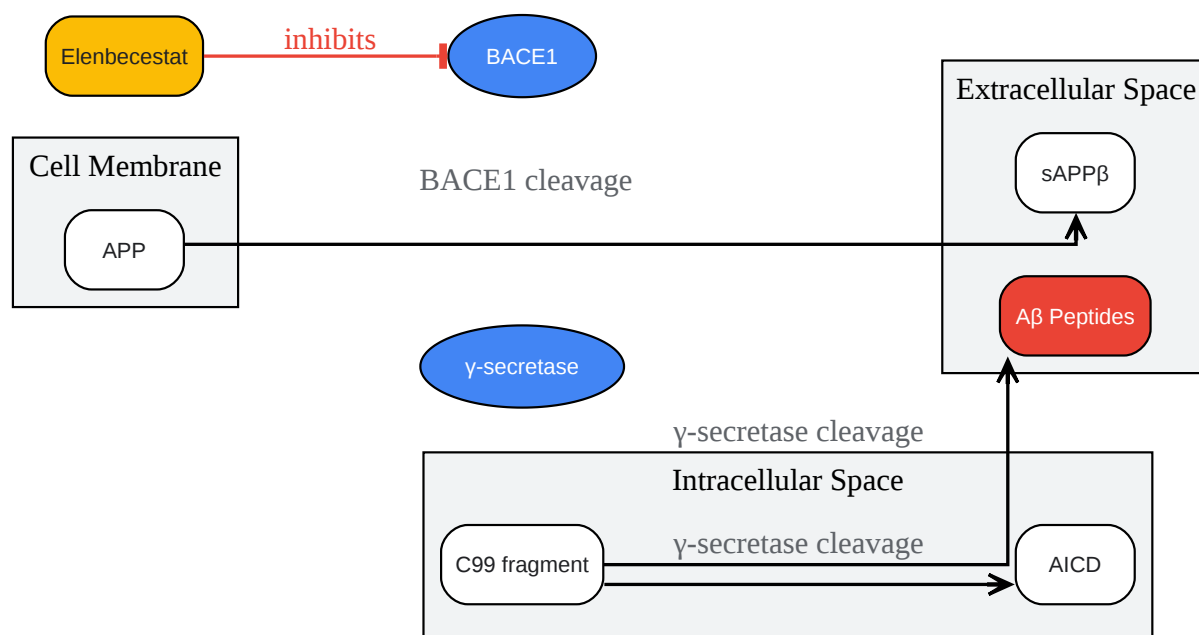 Elenbecestat
inhibits
BACE1
Extracellular Space
Cell Membrane
sAPPβ
BACE1 cleavage
APP
Aβ Peptides
γ-secretase
γ-secretase cleavage
Intracellular Space
γ-secretase cleavage
C99 fragment
AICD